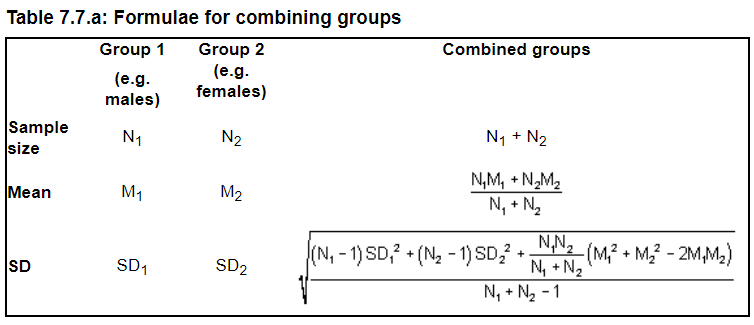 Table 7.7.a: Formulae for combining groups
Group 1 Group 2 Combined groups
(e.g. males) (e.g. females)
Sample size N₁ N₂ N₁ + N₂
Mean M₁ M₂ (N₁M₁ + N₂M₂) / (N₁ + N₂)
SD SD₁ SD₂ √(((N₁ − 1) SD₁² + (N₂ − 1) SD₂² + (N₁N₂ / (N₁ + N₂)) (M₁² + M₂² − 2M₁M₂)) / (N₁ + N₂ − 1))